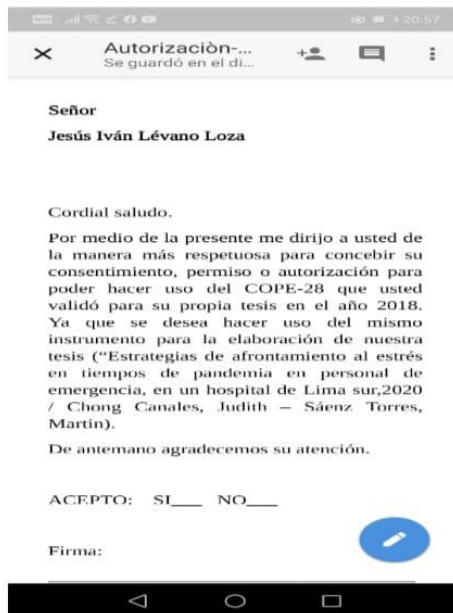 20:57
Autorizaciòn-...
Se guardó en el di...
Señor
Jesús Iván Lévano Loza
Cordial saludo.
Por medio de la presente me dirijo a usted de
la manera más respetuosa para concebir su
consentimiento, permiso o autorización para
poder hacer uso del COPE-28 que usted
validó para su propia tesis en el año 2018.
Ya que se desea hacer uso del mismo
instrumento para la elaboración de nuestra
tesis (“Estrategias de afrontamiento al estrés
en tiempos de pandemia en personal de
emergencia, en un hospital de Lima sur,2020
/ Chong Canales, Judith – Sáenz Torres,
Martin).
De antemano agradecemos su atención.
ACEPTO: SI___ NO___
Firma: